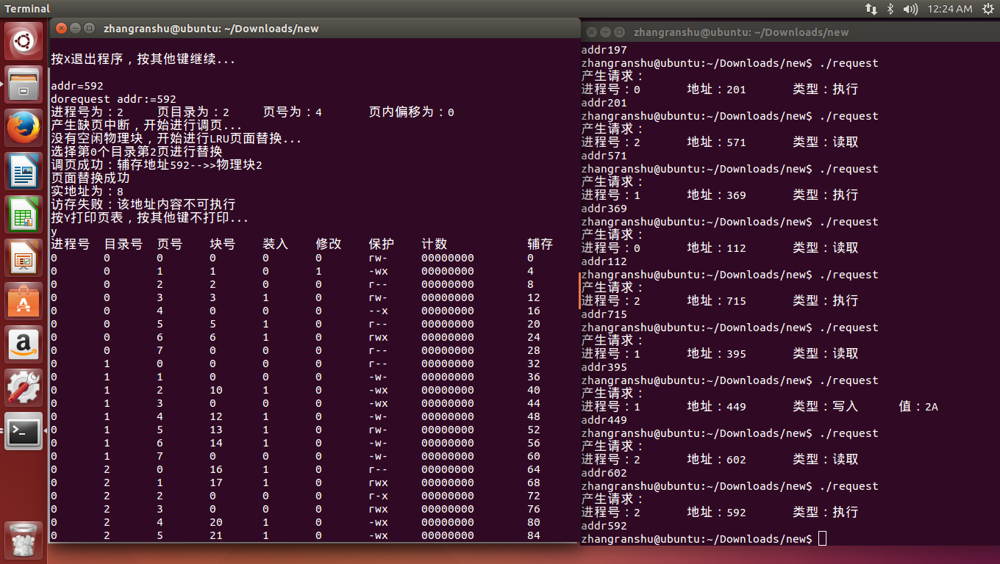 Terminal
12:24 AM
zhangranshu@ubuntu: ~/Downloads/new
按X退出程序，按其他键继续...
addr=592
dorequest addr:=592
进程号为：2 页目录为：2 页号为：4 页内偏移为：0
产生缺页中断，开始进行调页...
没有空闲物理块，开始进行LRU页面替换...
选择第0个目录第2页进行替换
调页成功：辅存地址592-->>物理块2
页面替换成功
实地址为：8
访存失败：该地址内容不可执行
按Y打印页表，按其他键不打印...
y
进程号 目录号 页号 块号 装入 修改 保护 计数 辅存
0 0 0 0 0 0 rw- 00000000 0
0 0 1 1 0 1 -wx 00000000 4
0 0 2 2 0 0 r-- 00000000 8
0 0 3 3 1 0 rw- 00000000 12
0 0 4 0 0 0 --x 00000000 16
0 0 5 5 1 0 r-- 00000000 20
0 0 6 6 1 0 rwx 00000000 24
0 0 7 0 0 0 r-- 00000000 28
0 1 0 0 0 0 r-- 00000000 32
0 1 1 0 0 0 -w- 00000000 36
0 1 2 10 1 0 -wx 00000000 40
0 1 3 0 0 0 -wx 00000000 44
0 1 4 12 1 0 -w- 00000000 48
0 1 5 13 1 0 rw- 00000000 52
0 1 6 14 1 0 -w- 00000000 56
0 1 7 0 0 0 -w- 00000000 60
0 2 0 16 1 0 r-- 00000000 64
0 2 1 17 1 0 rwx 00000000 68
0 2 2 0 0 0 r-x 00000000 72
0 2 3 0 0 0 rwx 00000000 76
0 2 4 20 1 0 -wx 00000000 80
0 2 5 21 1 0 -wx 00000000 84
zhangranshu@ubuntu: ~/Downloads/new
addr197
zhangranshu@ubuntu:~/Downloads/new$ ./request
产生请求：
进程号：0 地址：201 类型：执行
addr201
zhangranshu@ubuntu:~/Downloads/new$ ./request
产生请求：
进程号：2 地址：571 类型：读取
addr571
zhangranshu@ubuntu:~/Downloads/new$ ./request
产生请求：
进程号：1 地址：369 类型：执行
addr369
zhangranshu@ubuntu:~/Downloads/new$ ./request
产生请求：
进程号：0 地址：112 类型：读取
addr112
zhangranshu@ubuntu:~/Downloads/new$ ./request
产生请求：
进程号：2 地址：715 类型：执行
addr715
zhangranshu@ubuntu:~/Downloads/new$ ./request
产生请求：
进程号：1 地址：395 类型：读取
addr395
zhangranshu@ubuntu:~/Downloads/new$ ./request
产生请求：
进程号：1 地址：449 类型：写入 值：2A
addr449
zhangranshu@ubuntu:~/Downloads/new$ ./request
产生请求：
进程号：2 地址：602 类型：读取
addr602
zhangranshu@ubuntu:~/Downloads/new$ ./request
产生请求：
进程号：2 地址：592 类型：执行
addr592
zhangranshu@ubuntu:~/Downloads/new$